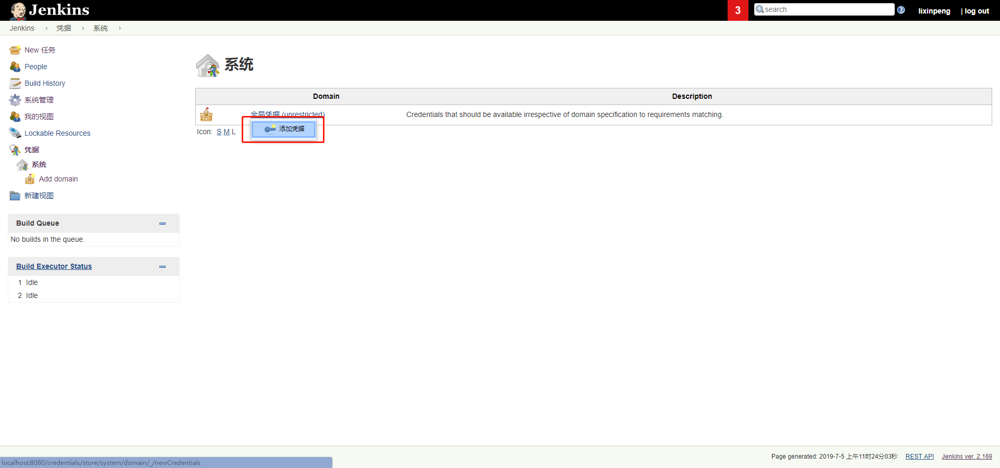 Jenkins
3
search
lixinpeng
| log out
Jenkins
凭据
系统
New 任务
People
Build History
系统管理
我的视图
Lockable Resources
凭据
系统
Add domain
新建视图
Build Queue
No builds in the queue.
Build Executor Status
1 Idle
2 Idle
系统
Domain Description
全局凭据 (unrestricted) Credentials that should be available irrespective of domain specification to requirements matching.
添加凭据
Icon: S M L
Page generated: 2019-7-5 上午11时24分03秒 REST API Jenkins ver. 2.169
localhost:8080/credentials/store/system/domain/_/newCredentials